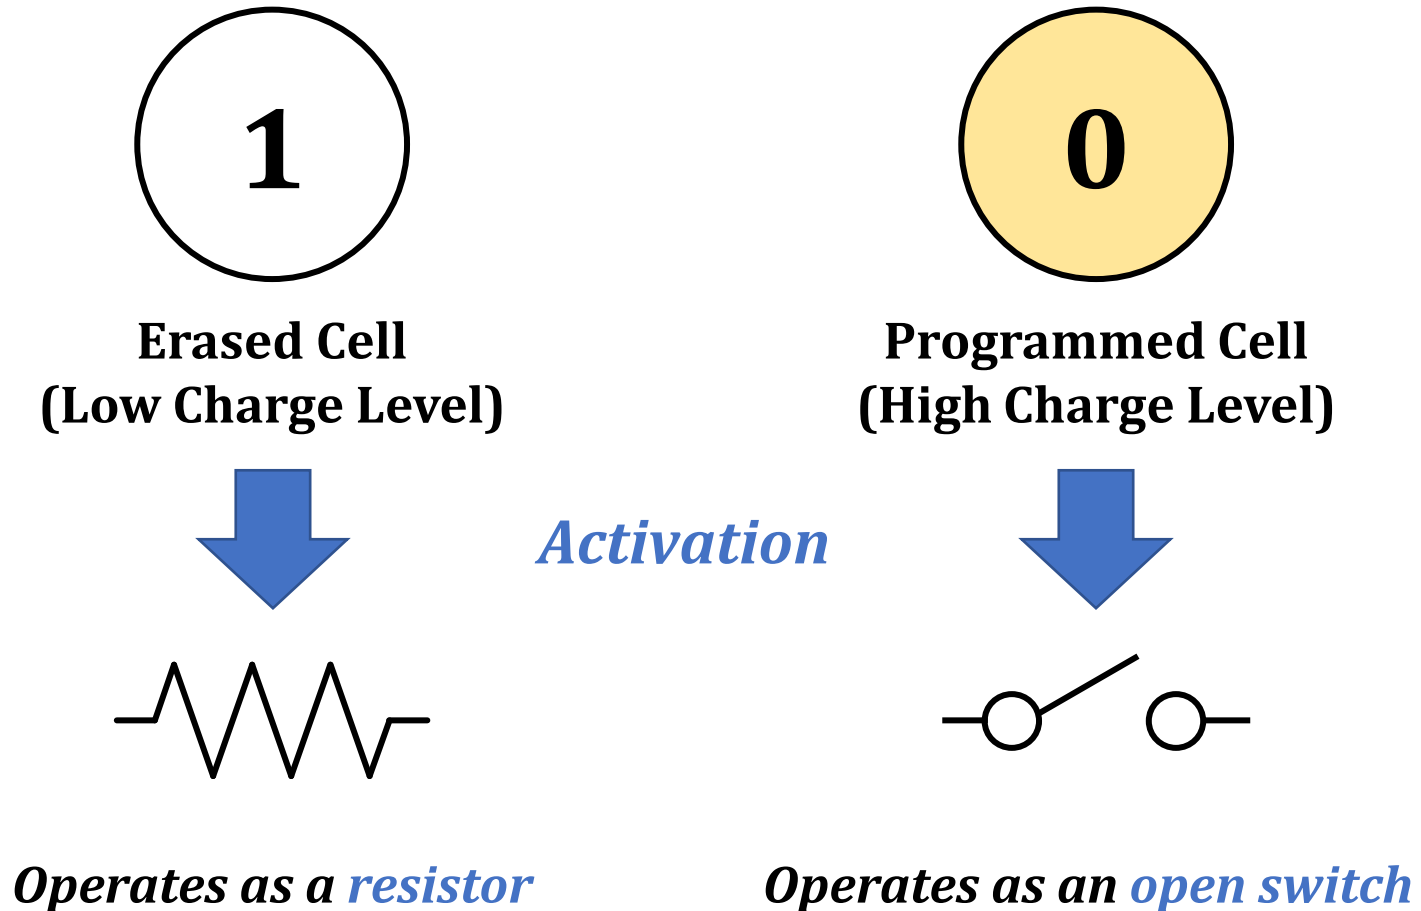 1
0
Erased Cell
(Low Charge Level)
Programmed Cell
(High Charge Level)
Activation
Operates as a resistor
Operates as an open switch